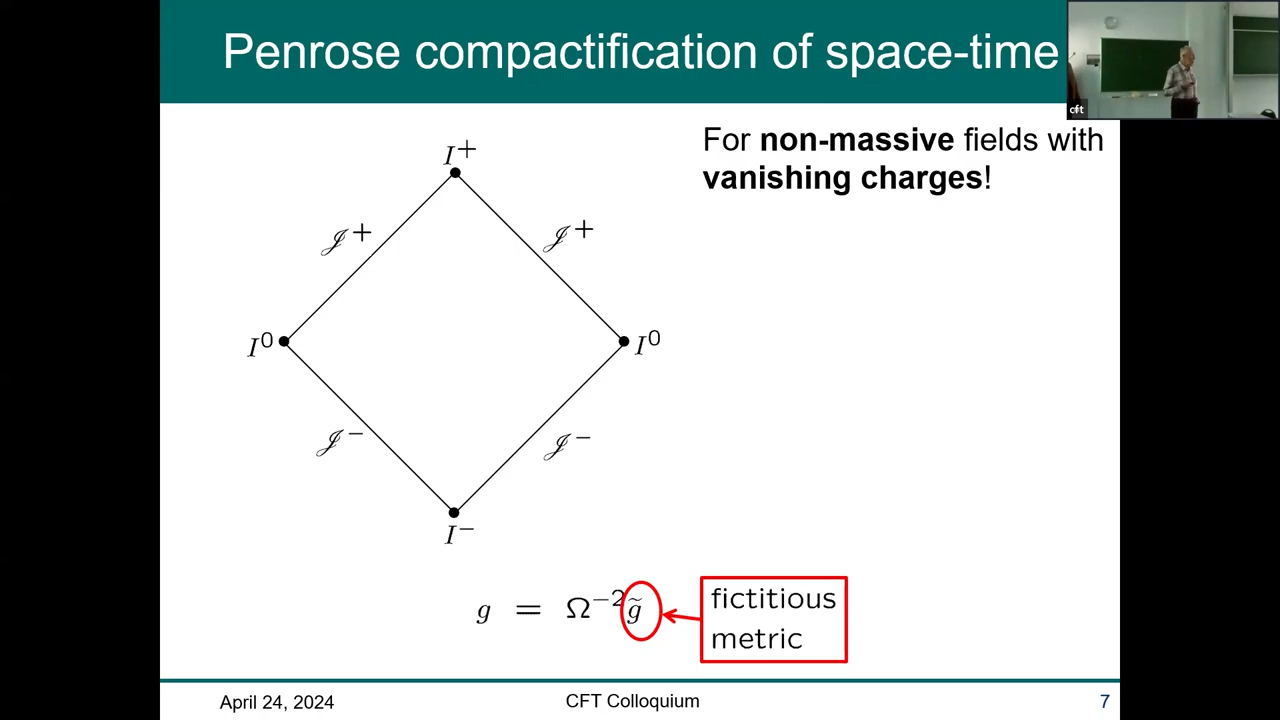 Penrose compactification of space-time
cft
For non-massive fields with
vanishing charges!
I⁺
𝒥⁺
𝒥⁺
I⁰
I⁰
𝒥⁻
𝒥⁻
I⁻
g = Ω⁻² g̃
fictitious
metric
April 24, 2024
CFT Colloquium
7